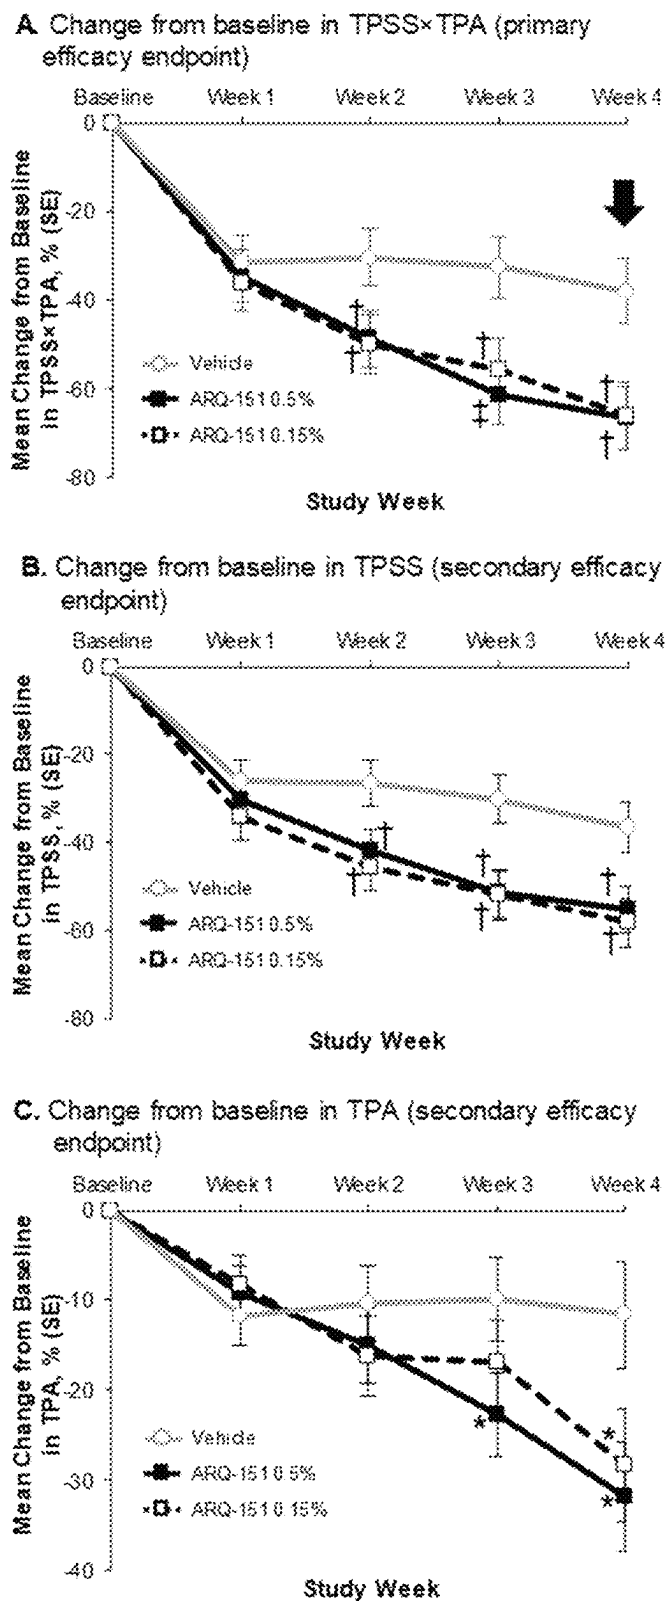 A. Change from baseline in TPSS×TPA (primary
efficacy endpoint)
Baseline Week 1 Week 2 Week 3 Week 4
0
-20
-40
-60
-80
Mean Change from Baseline
in TPSS×TPA, % (SE)
† † ‡
† † †
Vehicle
ARQ-151 0.5%
ARQ-151 0.15%
Study Week
B. Change from baseline in TPSS (secondary efficacy
endpoint)
Baseline Week 1 Week 2 Week 3 Week 4
0
-20
-40
-60
-80
Mean Change from Baseline
in TPSS, % (SE)
† † †
† † †
Vehicle
ARQ-151 0.5%
ARQ-151 0.15%
Study Week
C. Change from baseline in TPA (secondary efficacy
endpoint)
Baseline Week 1 Week 2 Week 3 Week 4
0
-10
-20
-30
-40
Mean Change from Baseline
in TPA, % (SE)
* * *
Vehicle
ARQ-151 0.5%
ARQ-151 0.15%
Study Week